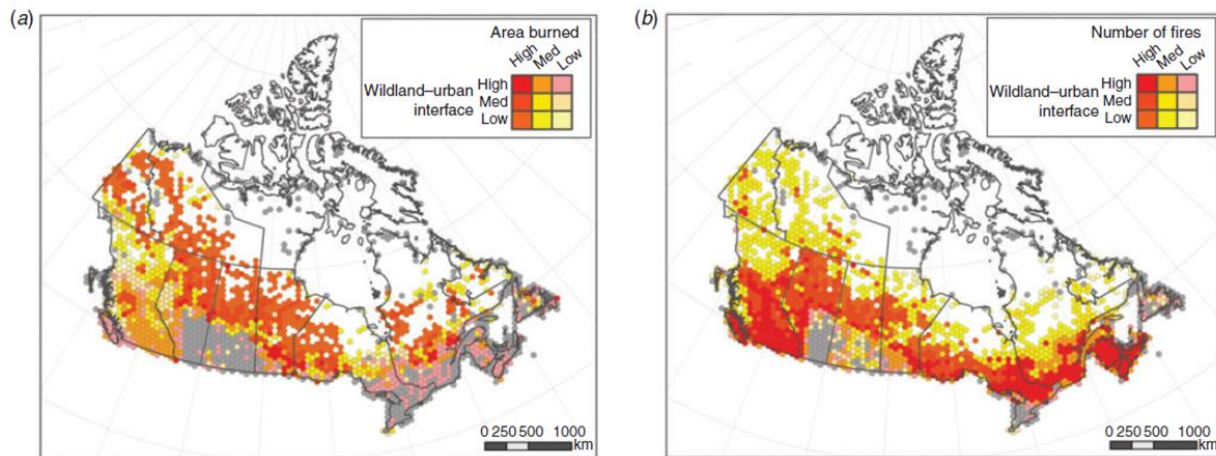 (a)
Area burned
High Med Low
Wildland–urban interface
High
Med
Low
0 250 500 1000
km
(b)
Number of fires
High Med Low
Wildland–urban interface
High
Med
Low
0 250 500 1000
km